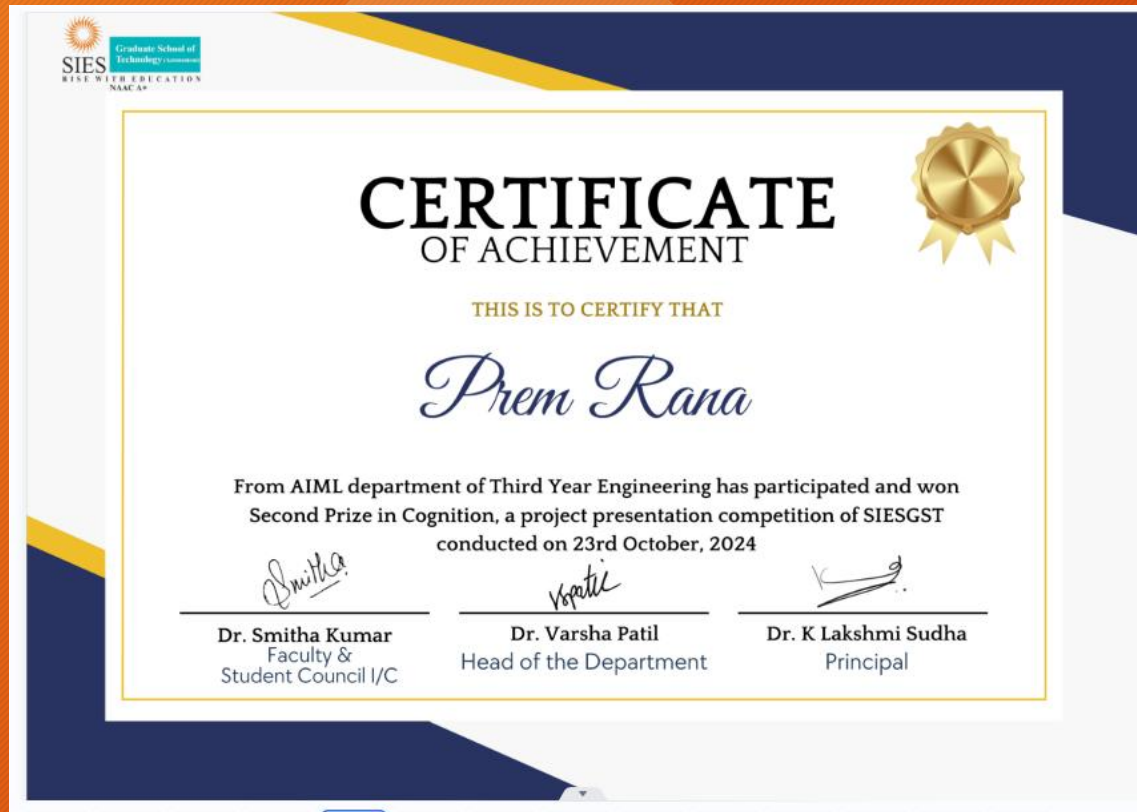 SIES
Graduate School of
Technology
RISE WITH EDUCATION
NAAC A+
CERTIFICATE
OF ACHIEVEMENT
THIS IS TO CERTIFY THAT
Prem Rana
From AIML department of Third Year Engineering has participated and won
Second Prize in Cognition, a project presentation competition of SIESGST
conducted on 23rd October, 2024
Smitha
vspatil
Dr. Smitha Kumar
Faculty &
Student Council I/C
Dr. Varsha Patil
Head of the Department
Dr. K Lakshmi Sudha
Principal